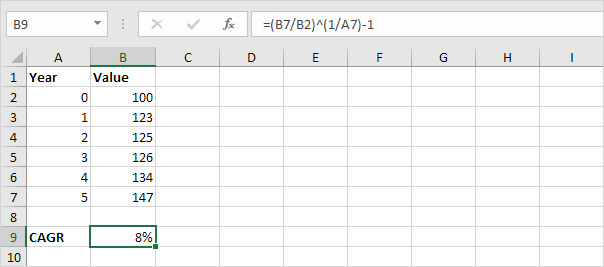 B9 fx =(B7/B2)^(1/A7)-1
A B C D E F G H I
1 Year Value
2 0 100
3 1 123
4 2 125
5 3 126
6 4 134
7 5 147
8
9 CAGR 8%
10